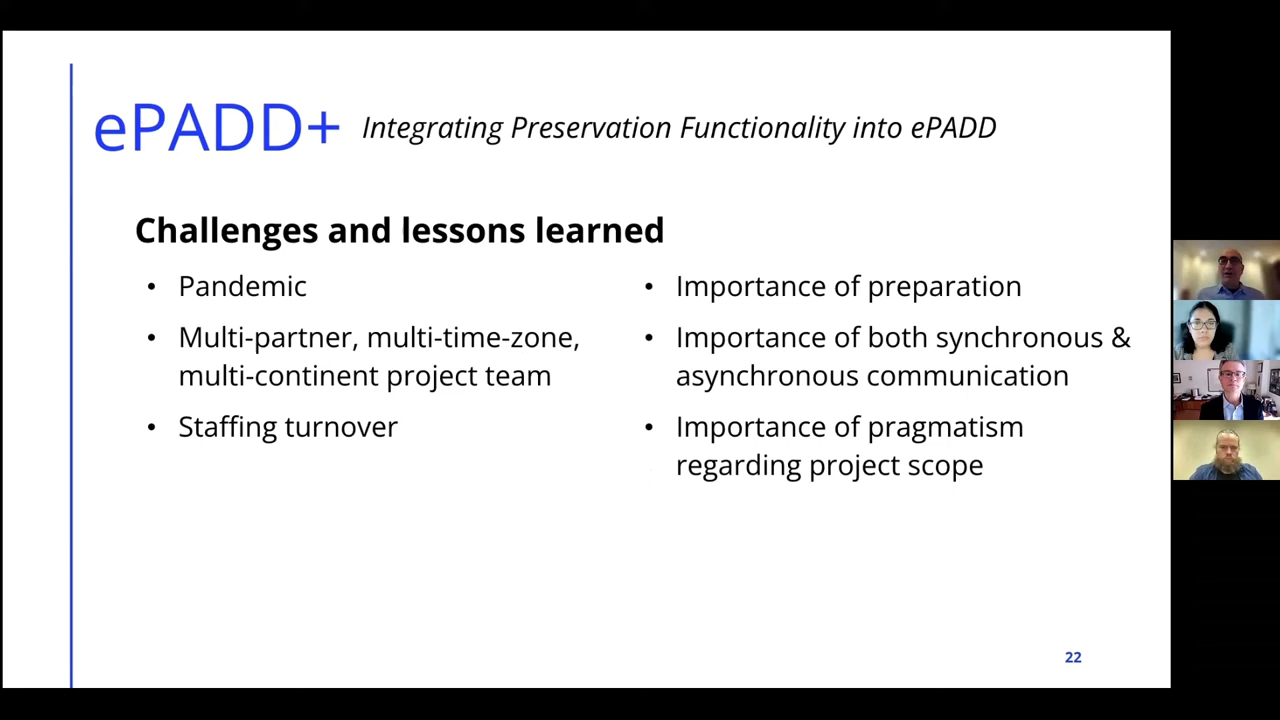 ePADD+ Integrating Preservation Functionality into ePADD
Challenges and lessons learned
• Pandemic
• Multi-partner, multi-time-zone,
multi-continent project team
• Staffing turnover
• Importance of preparation
• Importance of both synchronous &
asynchronous communication
• Importance of pragmatism
regarding project scope
22